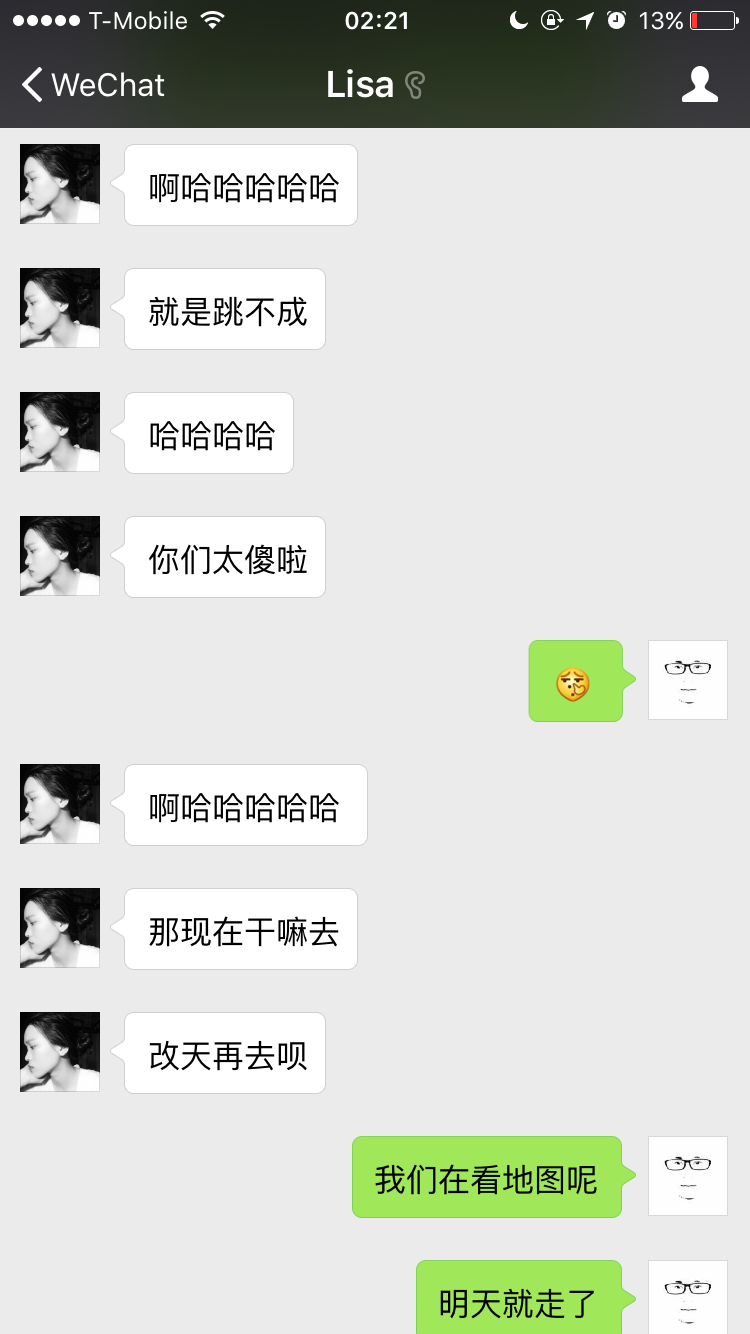 T-Mobile 02:21 13%
WeChat Lisa
啊哈哈哈哈哈
就是跳不成
哈哈哈哈
你们太傻啦
啊哈哈哈哈哈
那现在干嘛去
改天再去呗
我们在看地图呢
明天就走了